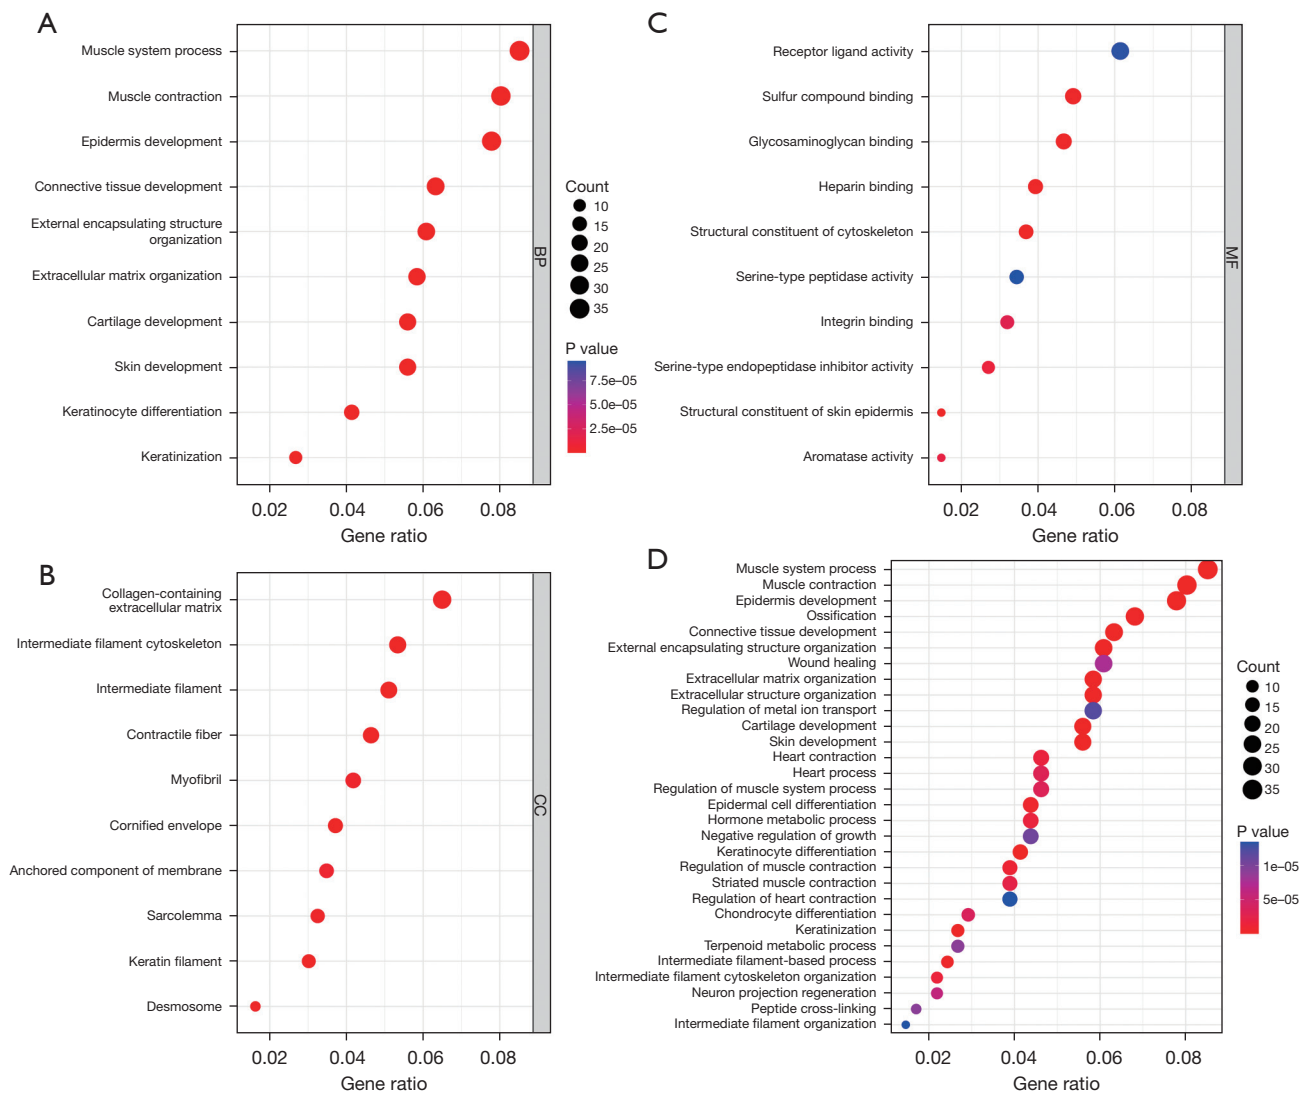 A
Muscle system process
Muscle contraction
Epidermis development
Connective tissue development
External encapsulating structure
organization
Extracellular matrix organization
Cartilage development
Skin development
Keratinocyte differentiation
Keratinization
BP
0.02 0.04 0.06 0.08
Gene ratio
Count
10
15
20
25
30
35
P value
7.5e–05
5.0e–05
2.5e–05
C
Receptor ligand activity
Sulfur compound binding
Glycosaminoglycan binding
Heparin binding
Structural constituent of cytoskeleton
Serine-type peptidase activity
Integrin binding
Serine-type endopeptidase inhibitor activity
Structural constituent of skin epidermis
Aromatase activity
MF
0.02 0.04 0.06 0.08
Gene ratio
B
Collagen-containing
extracellular matrix
Intermediate filament cytoskeleton
Intermediate filament
Contractile fiber
Myofibril
Cornified envelope
Anchored component of membrane
Sarcolemma
Keratin filament
Desmosome
CC
0.02 0.04 0.06 0.08
Gene ratio
D
Muscle system process
Muscle contraction
Epidermis development
Ossification
Connective tissue development
External encapsulating structure organization
Wound healing
Extracellular matrix organization
Extracellular structure organization
Regulation of metal ion transport
Cartilage development
Skin development
Heart contraction
Heart process
Regulation of muscle system process
Epidermal cell differentiation
Hormone metabolic process
Negative regulation of growth
Keratinocyte differentiation
Regulation of muscle contraction
Striated muscle contraction
Regulation of heart contraction
Chondrocyte differentiation
Keratinization
Terpenoid metabolic process
Intermediate filament-based process
Intermediate filament cytoskeleton organization
Neuron projection regeneration
Peptide cross-linking
Intermediate filament organization
0.02 0.04 0.06 0.08
Gene ratio
Count
10
15
20
25
30
35
P value
1e–05
5e–05